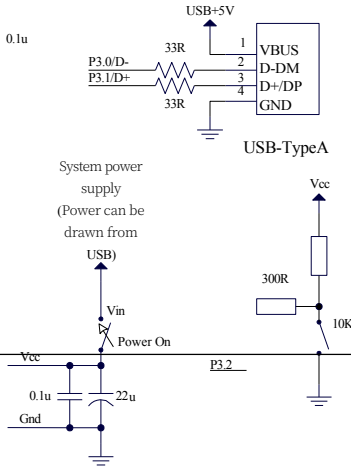 USB+5V
0.1u
33R
1
VBUS
P3.0/D-
2
D-DM
P3.1/D+
3
D+/DP
4
GND
33R
USB-TypeA
System power
supply
(Power can be
drawn from
USB)
Vcc
300R
Vin
10K
Power On
Vcc
P3.2
0.1u
22u
Gnd